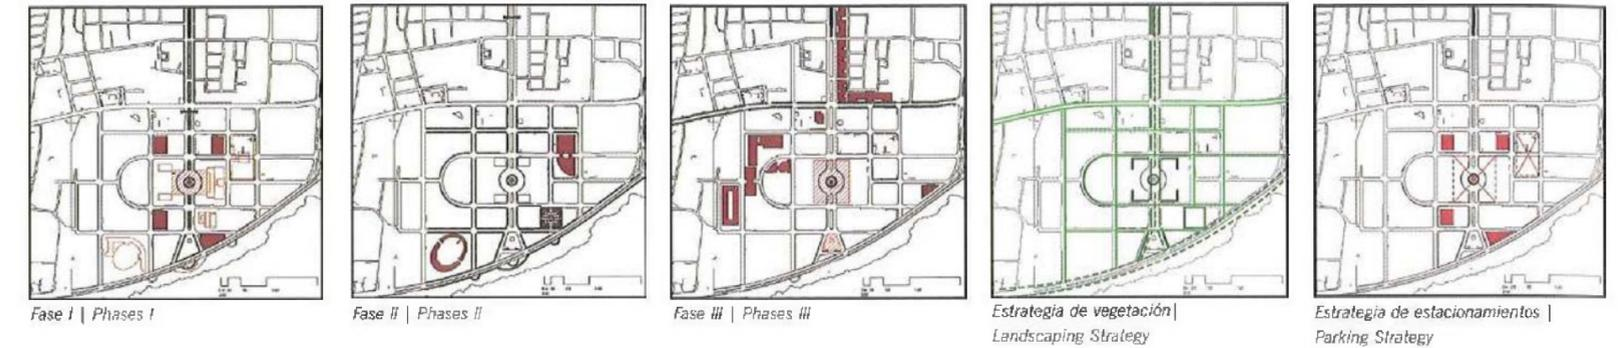 Fase I | Phases I
Fase II | Phases II
Fase III | Phases III
Estrategia de vegetación|
Landscaping Strategy
Estrategia de estacionamientos |
Parking Strategy